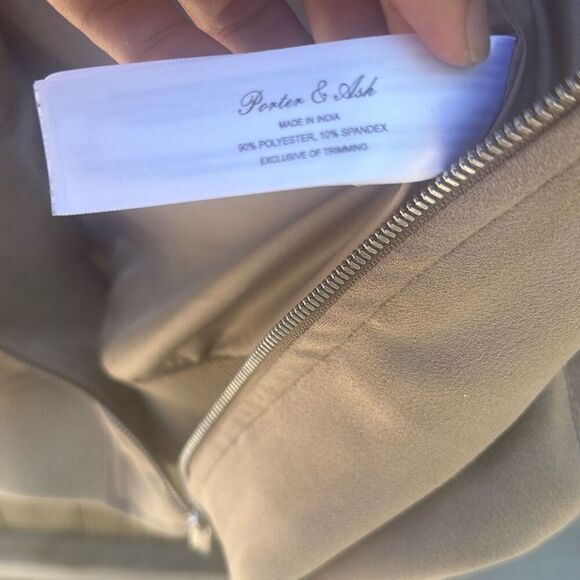 Porter & Ash
MADE IN INDIA
90% POLYESTER, 10% SPANDEX
EXCLUSIVE OF TRIMMING